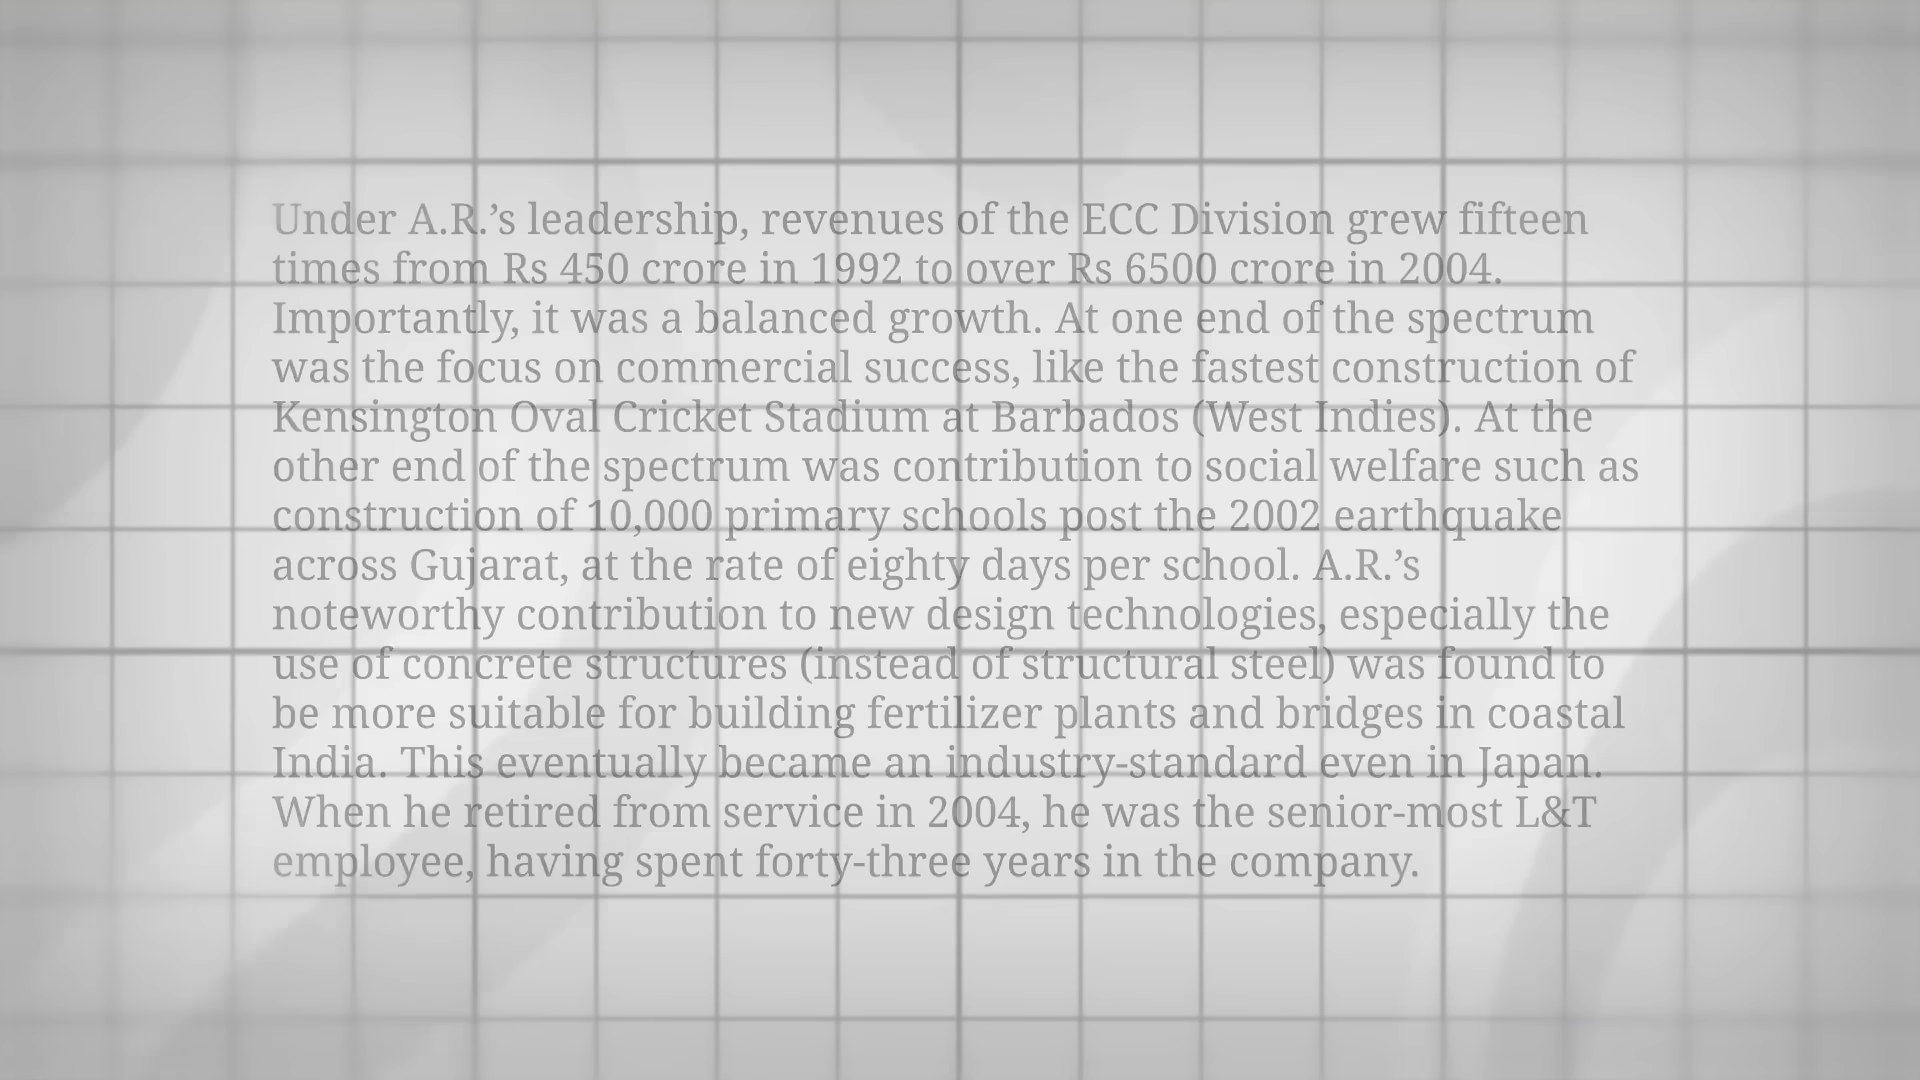 Under A.R.’s leadership, revenues of the ECC Division grew fifteen
times from Rs 450 crore in 1992 to over Rs 6500 crore in 2004.
Importantly, it was a balanced growth. At one end of the spectrum
was the focus on commercial success, like the fastest construction of
Kensington Oval Cricket Stadium at Barbados (West Indies). At the
other end of the spectrum was contribution to social welfare such as
construction of 10,000 primary schools post the 2002 earthquake
across Gujarat, at the rate of eighty days per school. A.R.’s
noteworthy contribution to new design technologies, especially the
use of concrete structures (instead of structural steel) was found to
be more suitable for building fertilizer plants and bridges in coastal
India. This eventually became an industry-standard even in Japan.
When he retired from service in 2004, he was the senior-most L&T
employee, having spent forty-three years in the company.